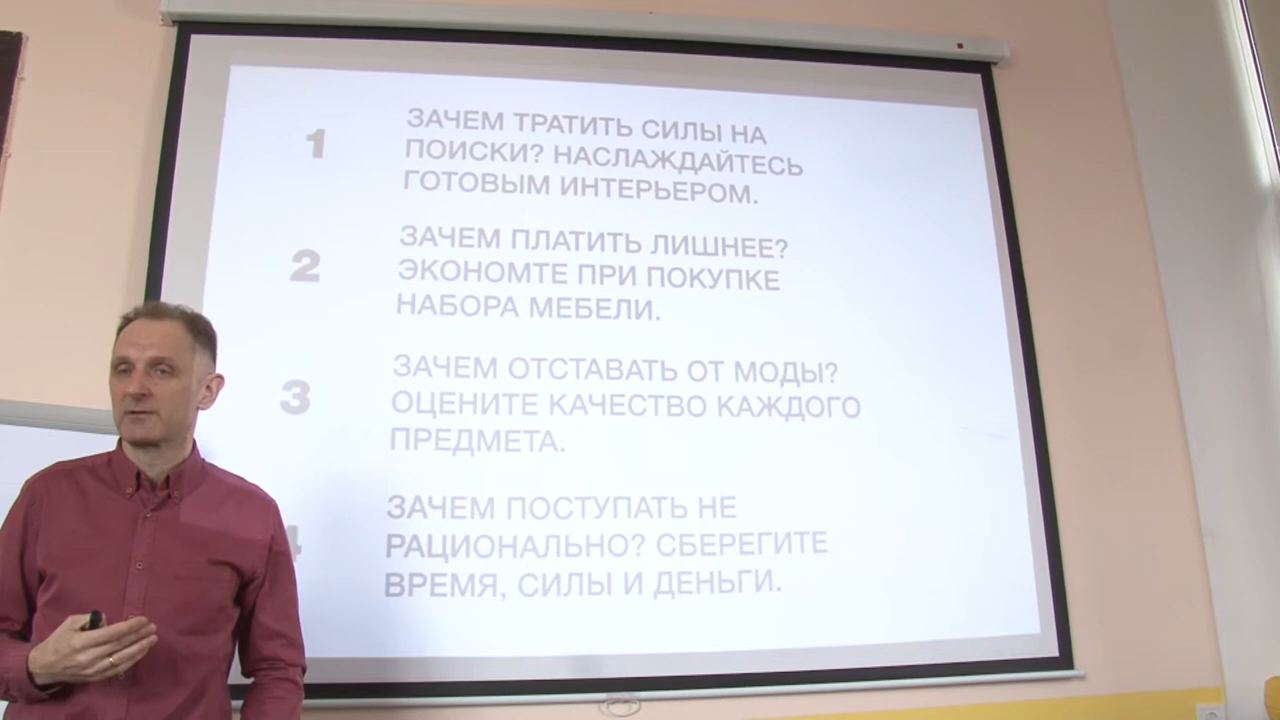 1
ЗАЧЕМ ТРАТИТЬ СИЛЫ НА
ПОИСКИ? НАСЛАЖДАЙТЕСЬ
ГОТОВЫМ ИНТЕРЬЕРОМ.
2
ЗАЧЕМ ПЛАТИТЬ ЛИШНЕЕ?
ЭКОНОМТЕ ПРИ ПОКУПКЕ
НАБОРА МЕБЕЛИ.
3
ЗАЧЕМ ОТСТАВАТЬ ОТ МОДЫ?
ОЦЕНИТЕ КАЧЕСТВО КАЖДОГО
ПРЕДМЕТА.
4
ЗАЧЕМ ПОСТУПАТЬ НЕ
РАЦИОНАЛЬНО? СБЕРЕГИТЕ
ВРЕМЯ, СИЛЫ И ДЕНЬГИ.